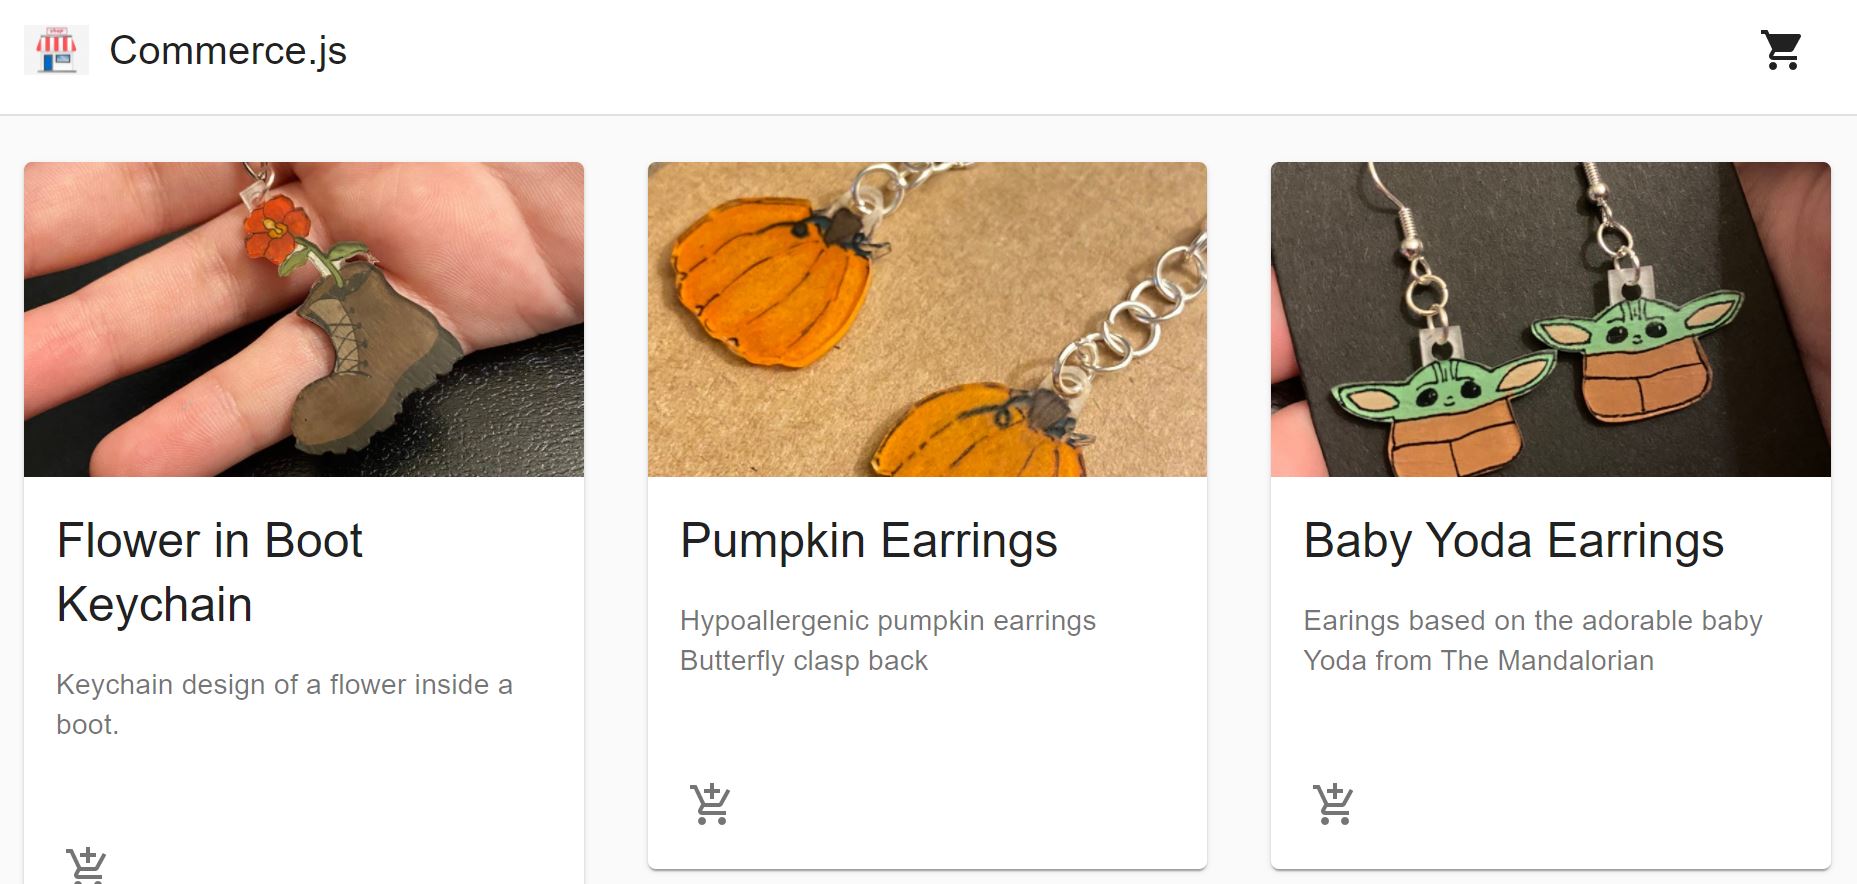 shop
Commerce.js
Flower in Boot
Keychain
Keychain design of a flower inside a
boot.
Pumpkin Earrings
Hypoallergenic pumpkin earrings
Butterfly clasp back
Baby Yoda Earrings
Earings based on the adorable baby
Yoda from The Mandalorian